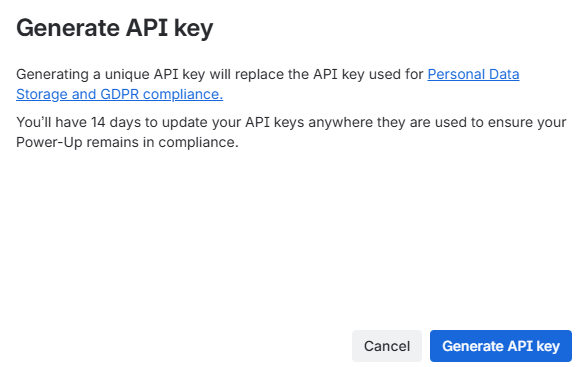 Generate API key
Generating a unique API key will replace the API key used for Personal Data
Storage and GDPR compliance.
You'll have 14 days to update your API keys anywhere they are used to ensure your
Power-Up remains in compliance.
Cancel
Generate API key